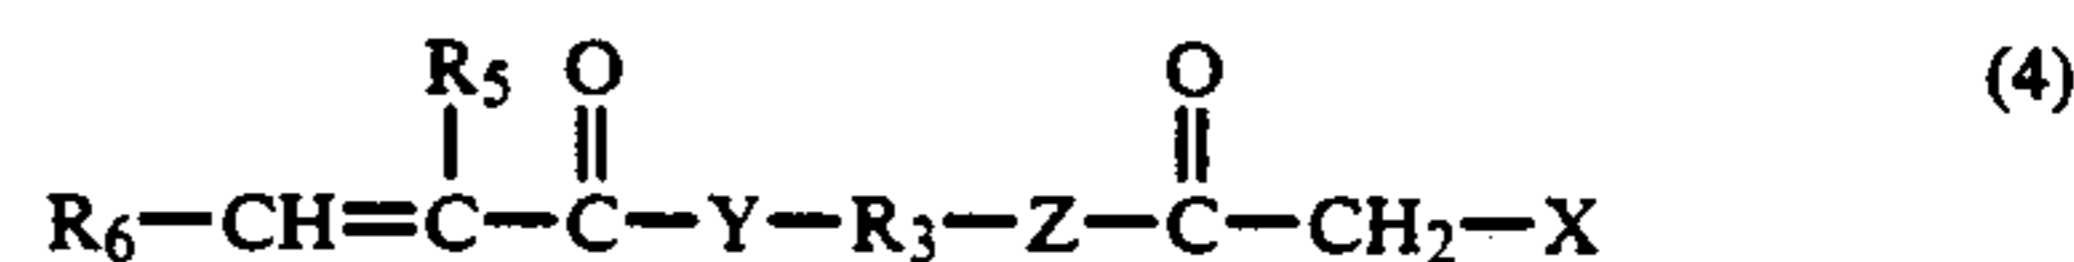 R5 O O (4)
R6—CH=C—C—Y—R3—Z—C—CH2—X